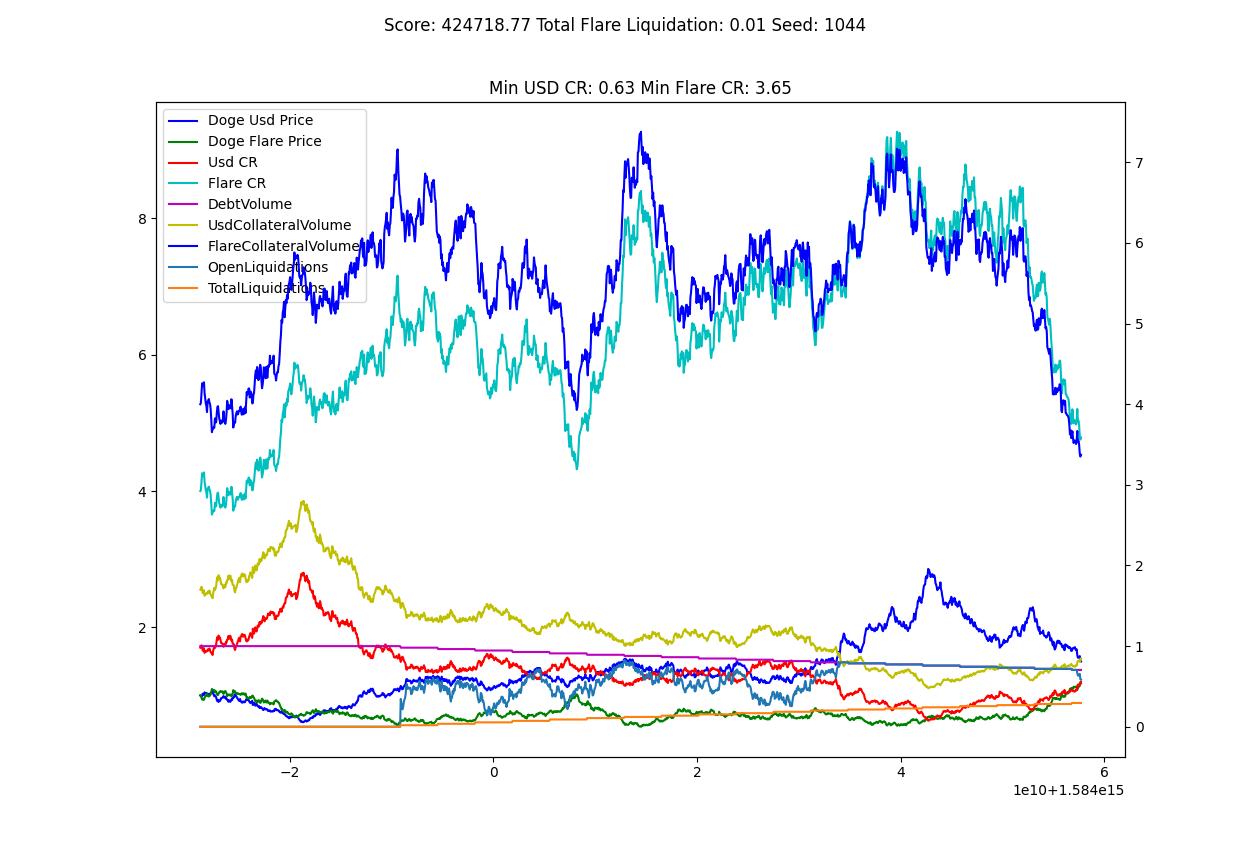 Score: 424718.77 Total Flare Liquidation: 0.01 Seed: 1044
Min USD CR: 0.63 Min Flare CR: 3.65
Doge Usd Price
Doge Flare Price
Usd CR
Flare CR
DebtVolume
UsdCollateralVolume
FlareCollateralVolume
OpenLiquidations
TotalLiquidations
8
6
4
2
7
6
5
4
3
2
1
0
−2
0
2
4
6
1e10+1.584e15